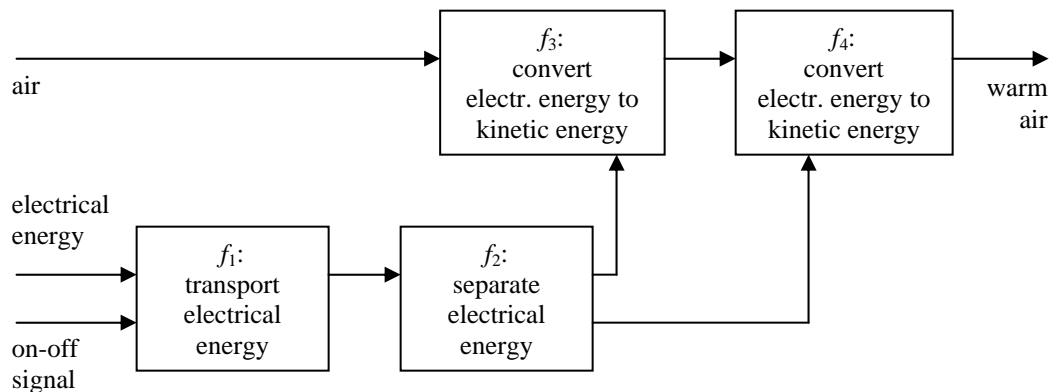 air
f3:
convert
electr. energy to
kinetic energy
f4:
convert
electr. energy to
kinetic energy
warm
air
electrical
energy
on-off
signal
f1:
transport
electrical
energy
f2:
separate
electrical
energy